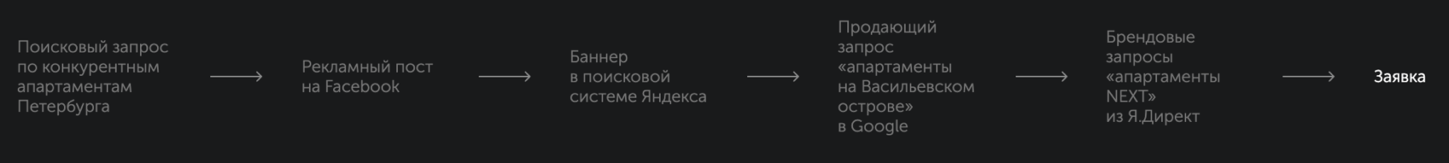 Поисковый запрос
по конкурентным
апартаментам
Петербурга
Рекламный пост
на Facebook
Баннер
в поисковой
системе Яндекса
Продающий
запрос
«апартаменты
на Васильевском
острове»
в Google
Брендовые
запросы
«апартаменты
NEXT»
из Я.Директ
Заявка